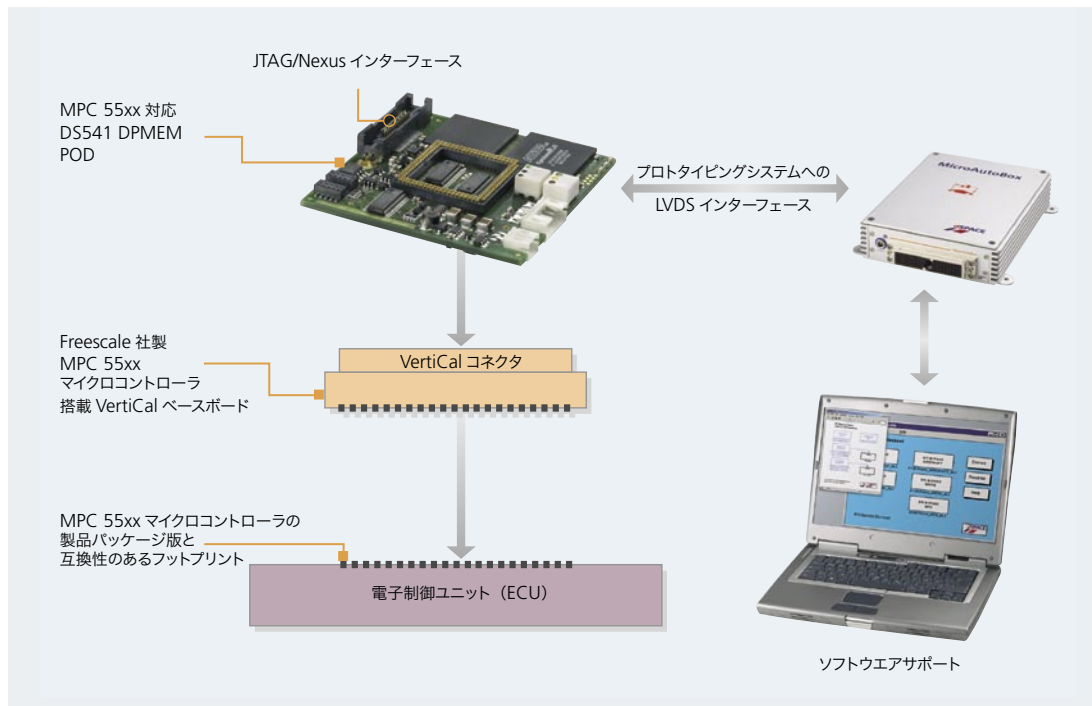 JTAG/Nexus インターフェース
MPC 55xx 対応
DS541 DPMEM
POD
プロトタイピングシステムへの
LVDS インターフェース
MicroAutoBox
dSPACE
Freescale 社製
MPC 55xx
マイクロコントローラ
搭載 VertiCal ベースボード
VertiCal コネクタ
MPC 55xx マイクロコントローラの
製品パッケージ版と
互換性のあるフットプリント
電子制御ユニット（ECU）
ソフトウエアサポート